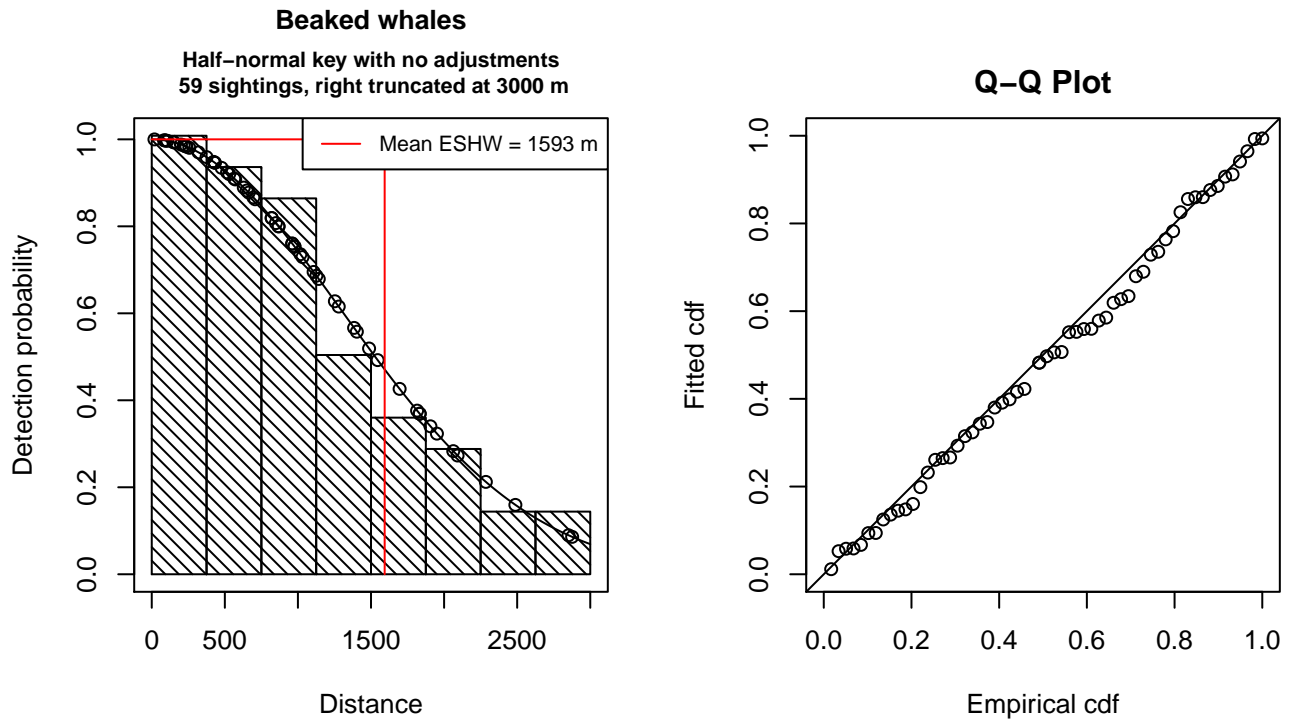 Beaked whales
Half−normal key with no adjustments
59 sightings, right truncated at 3000 m
Mean ESHW = 1593 m
Detection probability
0.0 0.2 0.4 0.6 0.8 1.0
0 500 1500 2500
Distance
Q−Q Plot
Fitted cdf
0.0 0.2 0.4 0.6 0.8 1.0
0.0 0.2 0.4 0.6 0.8 1.0
Empirical cdf